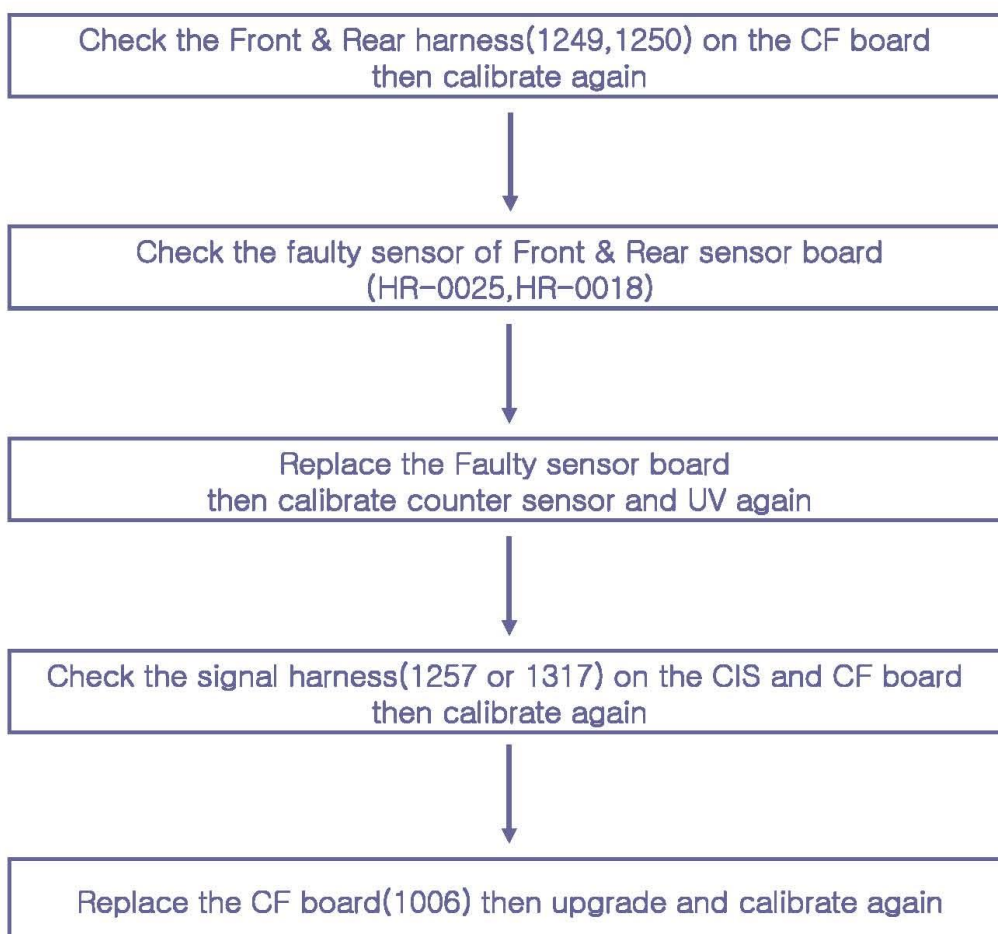 Check the Front & Rear harness(1249,1250) on the CF board
then calibrate again
Check the faulty sensor of Front & Rear sensor board
(HR-0025,HR-0018)
Replace the Faulty sensor board
then calibrate counter sensor and UV again
Check the signal harness(1257 or 1317) on the CIS and CF board
then calibrate again
Replace the CF board(1006) then upgrade and calibrate again